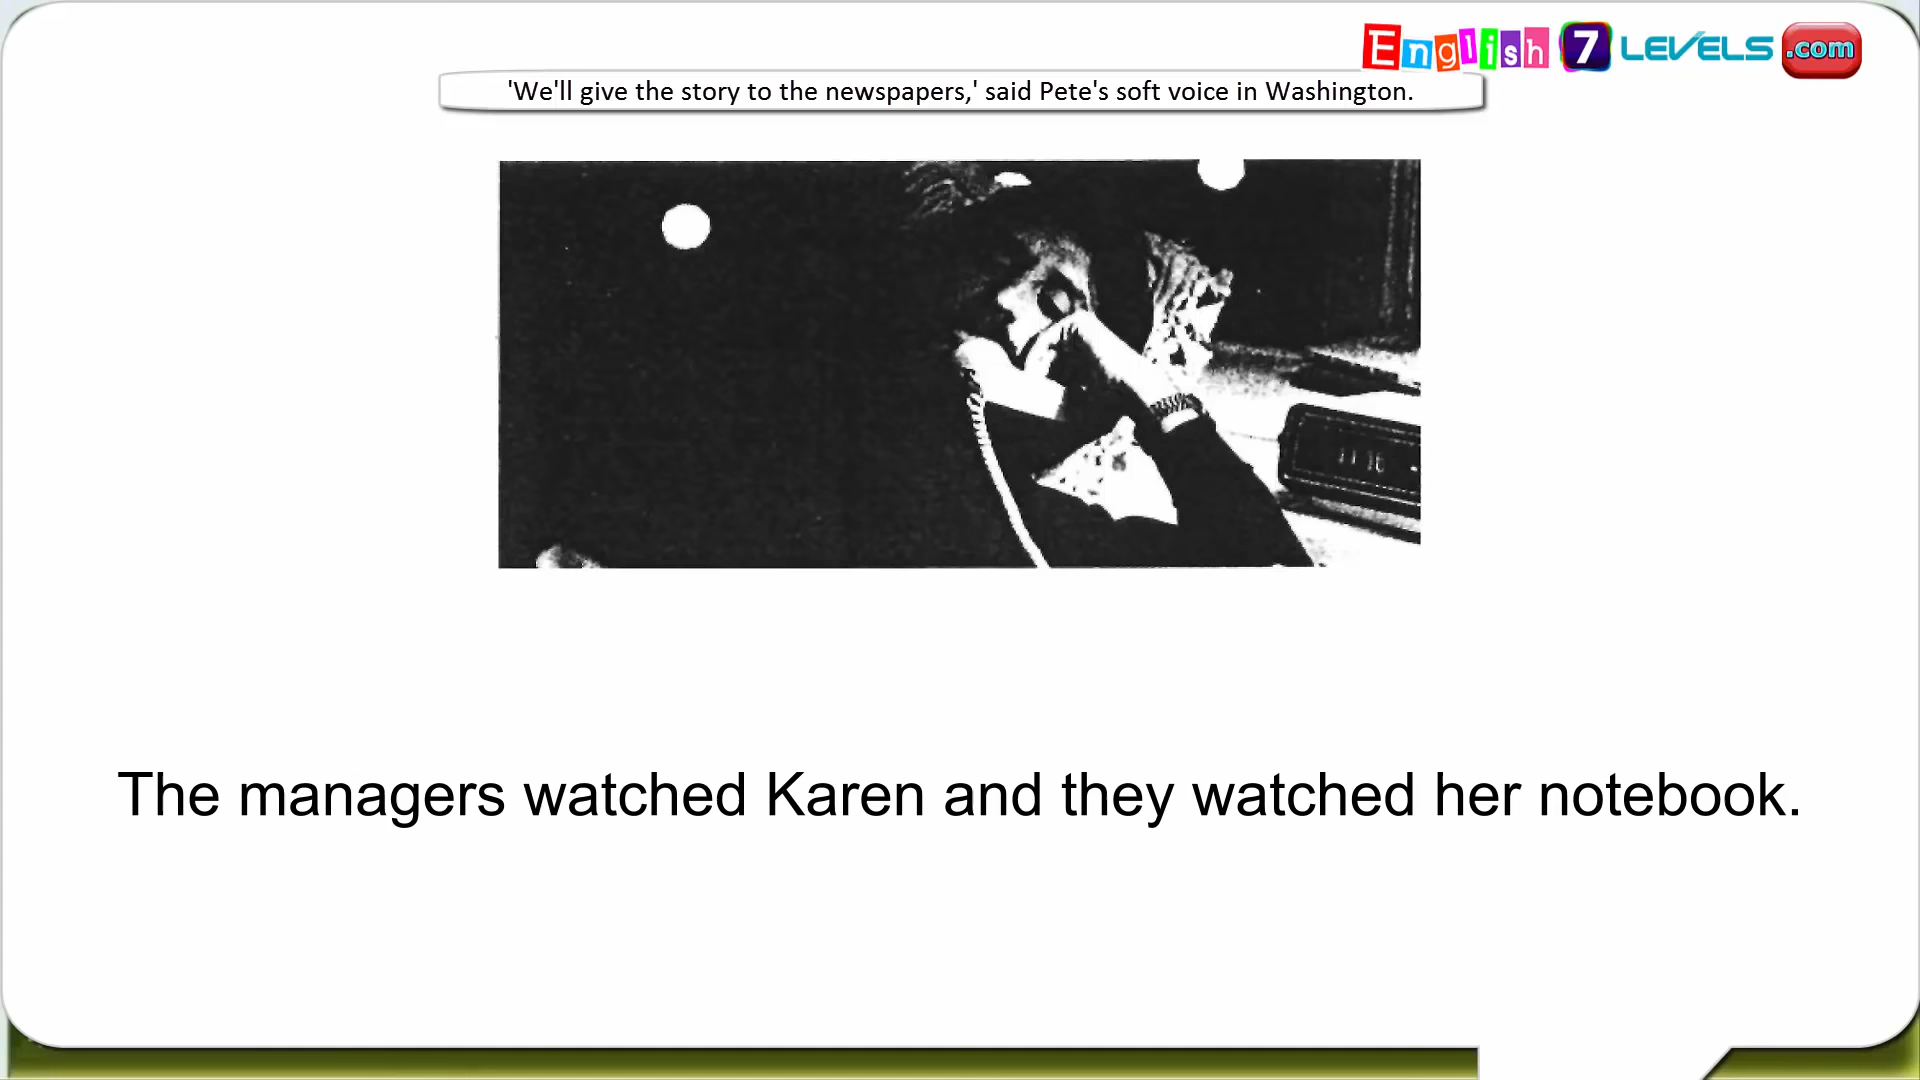 English 7 LEVELS .com
'We'll give the story to the newspapers,' said Pete's soft voice in Washington.
The managers watched Karen and they watched her notebook.